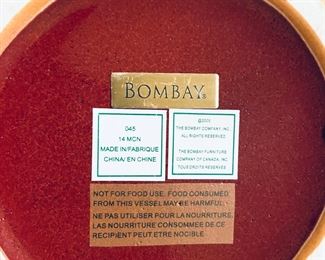 BOMBAY®
045
14 MCN
MADE IN/FABRIQUE
CHINA/ EN CHINE
©2001
THE BOMBAY COMPANY, INC.
ALL RIGHTS RESERVED
THE BOMBAY FURNITURE
COMPANY OF CANADA, INC.
TOUS DROITS RESERVES
NOT FOR FOOD USE. FOOD CONSUMED
FROM THIS VESSEL MAY BE HARMFUL.
NE PAS UTILISER POUR LA NOURRITURE.
LAS NOURRITURE CONSOMMEE DE CE
RECIPIENT PEUT ETRE NOCIBLE